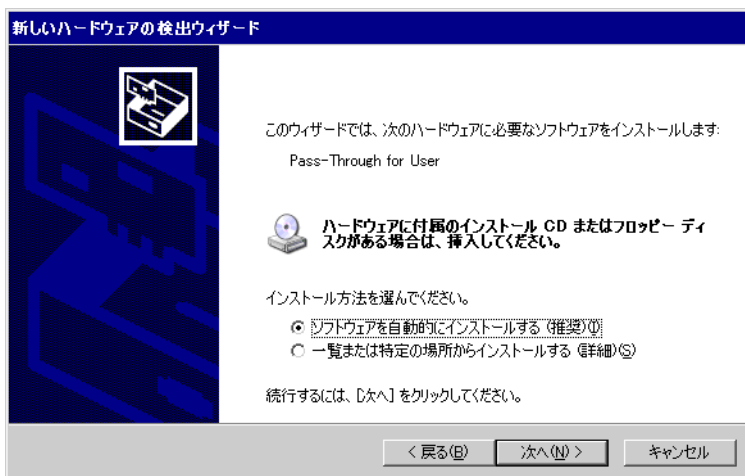 新しいハードウェアの検出ウィザード
このウィザードでは、次のハードウェアに必要なソフトウェアをインストールします:
Pass-Through for User
ハードウェアに付属のインストール CD またはフロッピー ディ
スクがある場合は、挿入してください。
インストール方法を選んでください。
ソフトウェアを自動的にインストールする (推奨)(I)
一覧または特定の場所からインストールする (詳細)(S)
続行するには、[次へ] をクリックしてください。
< 戻る(B)
次へ(N) >
キャンセル